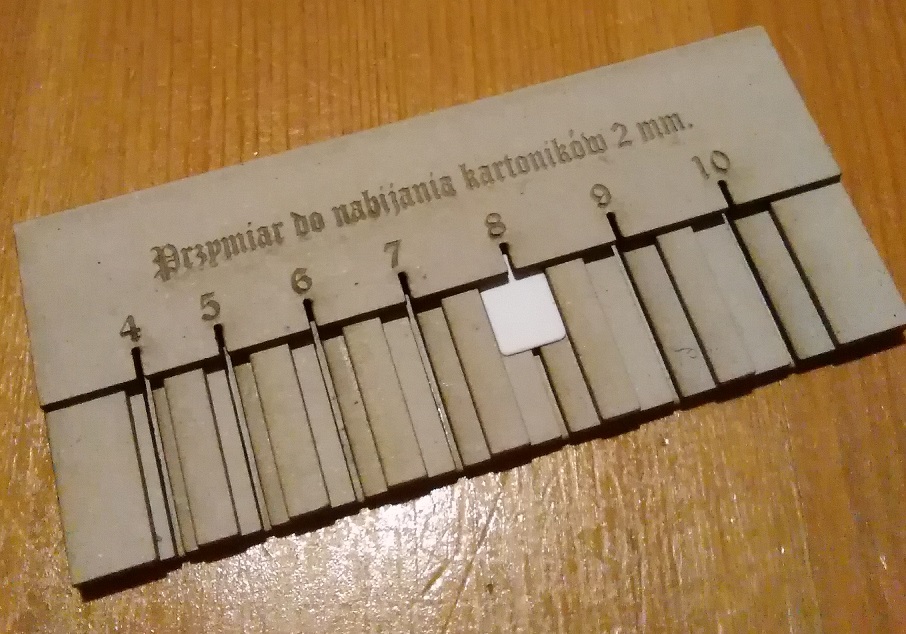 Przymiar do nabijania kartoników 2 mm.
4 5 6 7 8 9 10